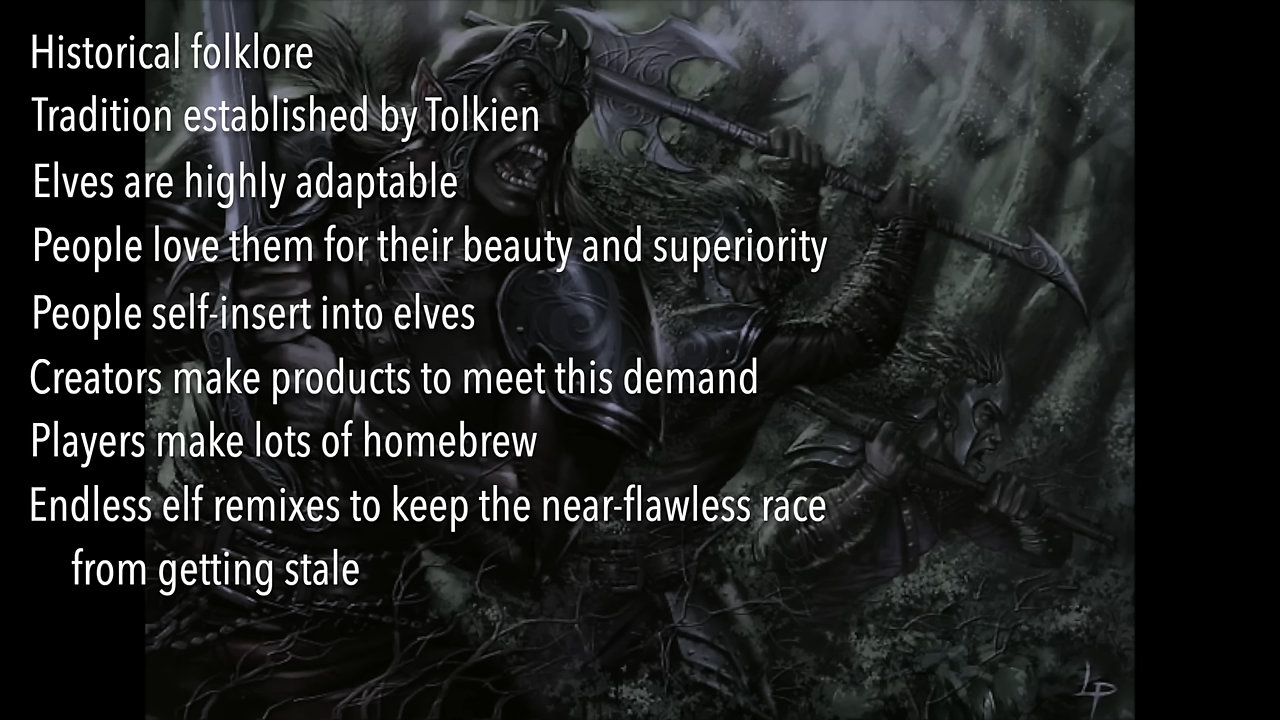 Historical folklore
Tradition established by Tolkien
Elves are highly adaptable
People love them for their beauty and superiority
People self-insert into elves
Creators make products to meet this demand
Players make lots of homebrew
Endless elf remixes to keep the near-flawless race
from getting stale
LP